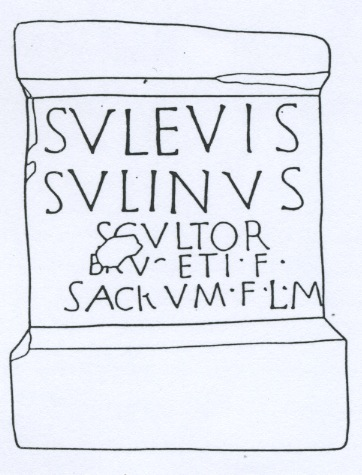 SVLEVIS
SVLINVS
SCVLTOR
BRVCETI·F·
SACRVM·F·L·M